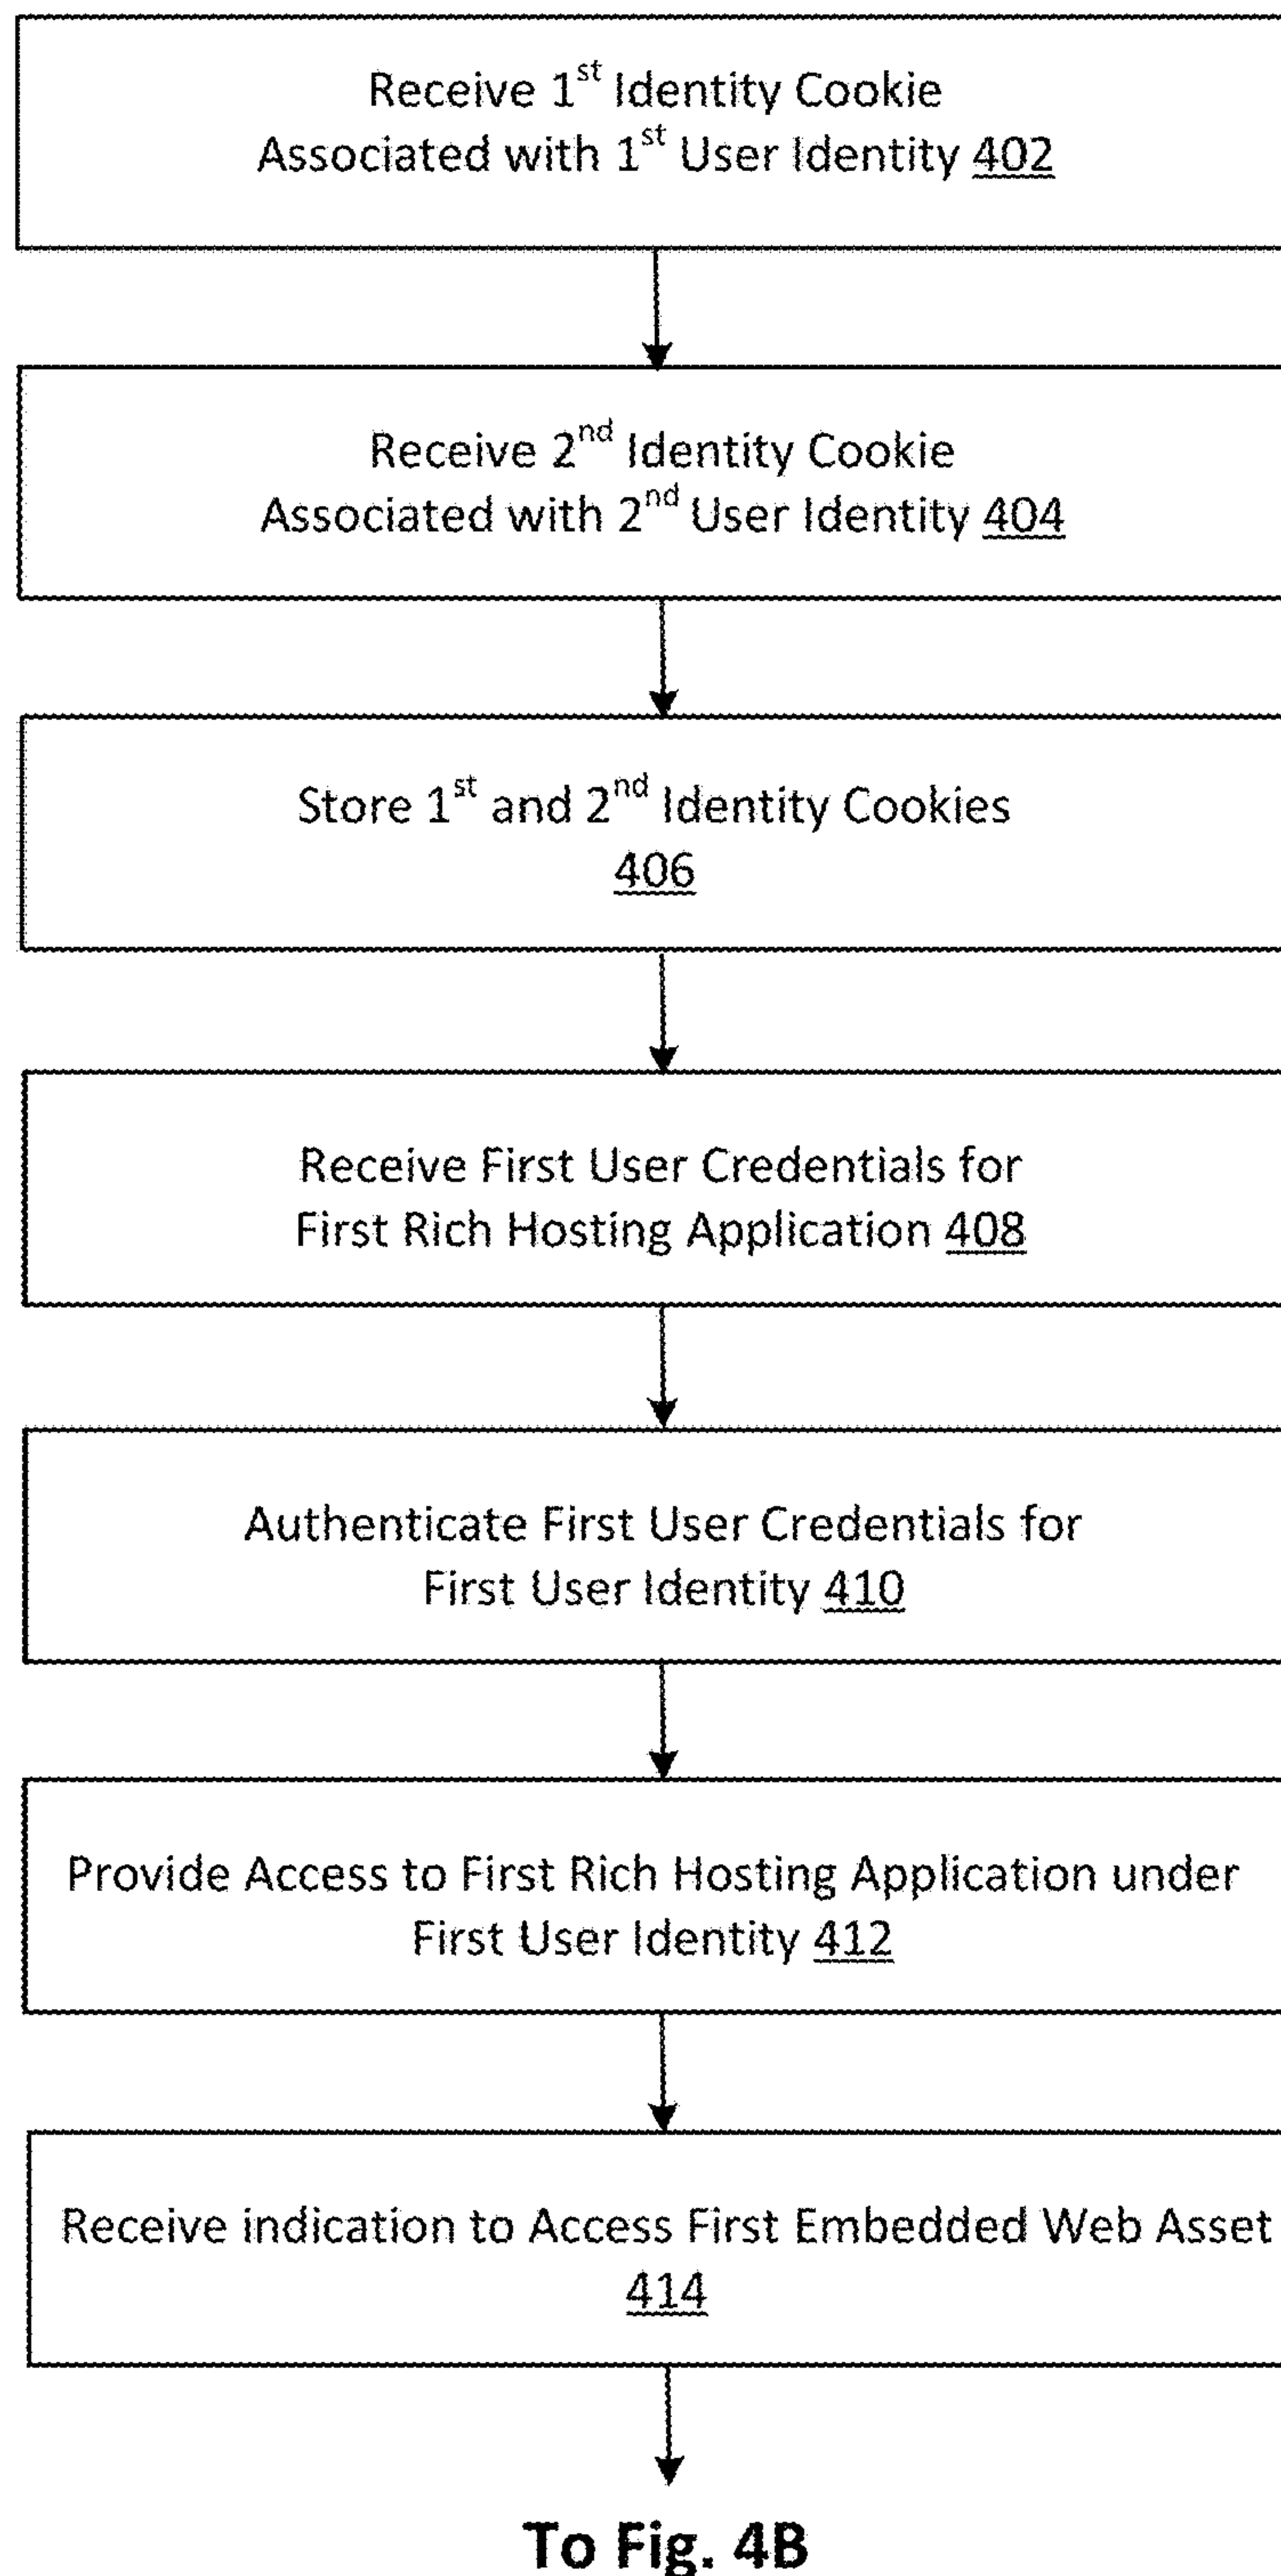 Receive 1st Identity Cookie
Associated with 1st User Identity 402
Receive 2nd Identity Cookie
Associated with 2nd User Identity 404
Store 1st and 2nd Identity Cookies
406
Receive First User Credentials for
First Rich Hosting Application 408
Authenticate First User Credentials for
First User Identity 410
Provide Access to First Rich Hosting Application under
First User Identity 412
Receive indication to Access First Embedded Web Asset
414
To Fig. 4B